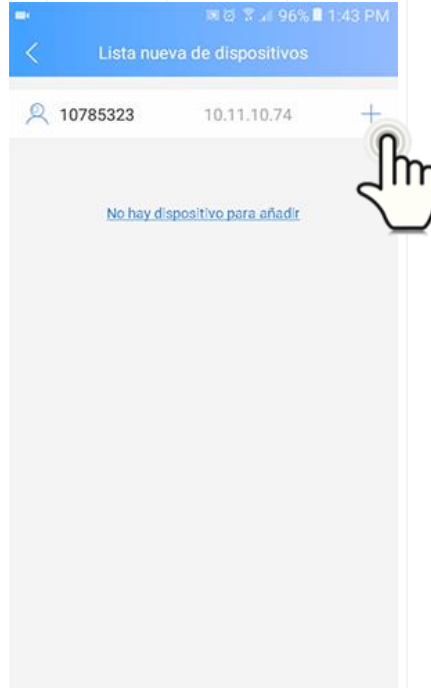 96% 1:43 PM
Lista nueva de dispositivos
10785323 10.11.10.74 +
No hay dispositivo para añadir